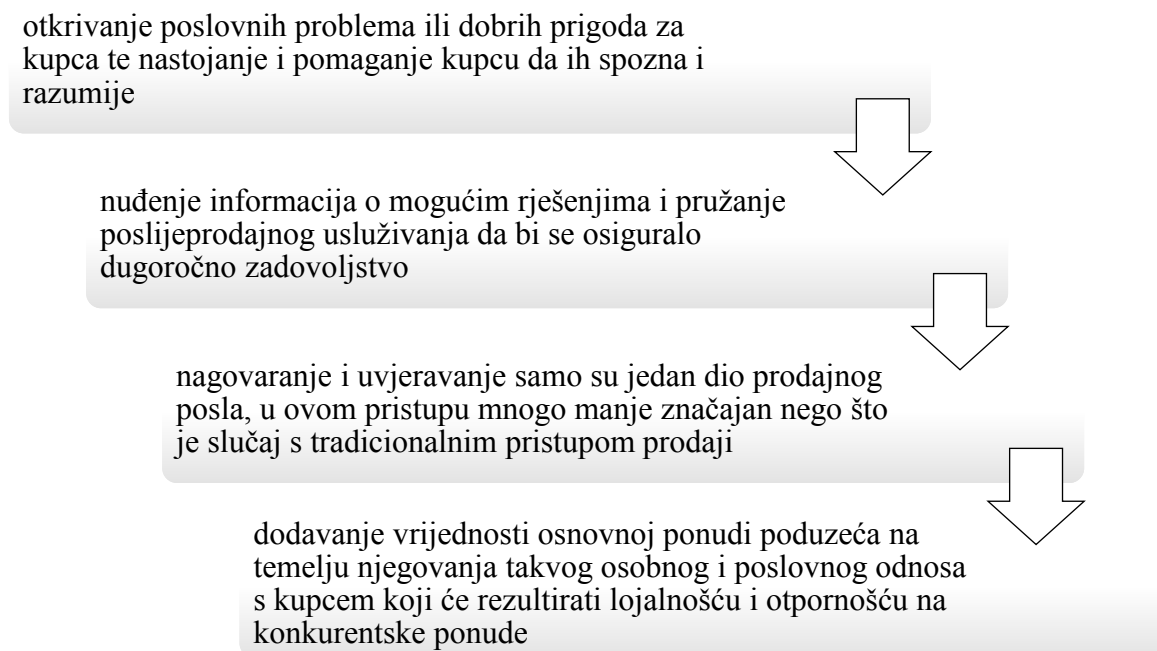 otkrivanje poslovnih problema ili dobrih prigoda za
kupca te nastojanje i pomaganje kupcu da ih spozna i
razumije
nuđenje informacija o mogućim rješenjima i pružanje
poslijeprodajnog usluživanja da bi se osiguralo
dugoročno zadovoljstvo
nagovaranje i uvjeravanje samo su jedan dio prodajnog
posla, u ovom pristupu mnogo manje značajan nego što
je slučaj s tradicionalnim pristupom prodaji
dodavanje vrijednosti osnovnoj ponudi poduzeća na
temelju njegovanja takvog osobnog i poslovnog odnosa
s kupcem koji će rezultirati lojalnošću i otpornošću na
konkurentske ponude